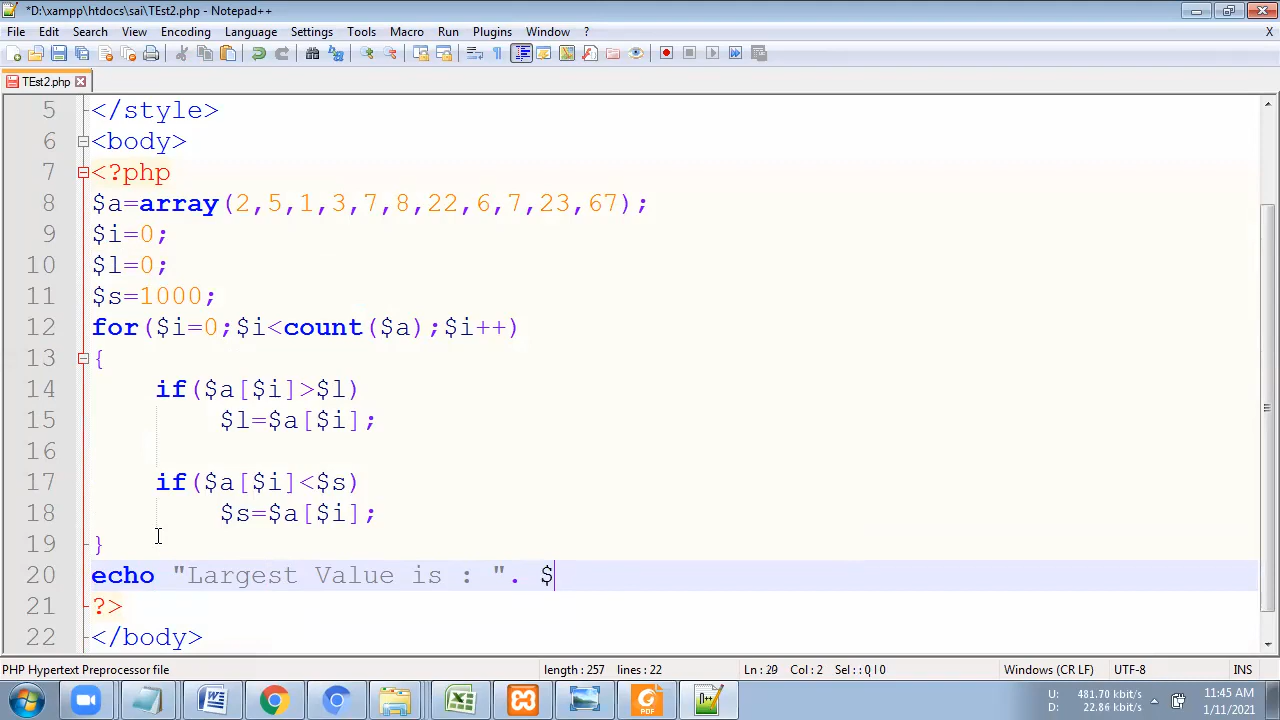 *D:\xampp\htdocs\sai\TEst2.php - Notepad++
File Edit Search View Encoding Language Settings Tools Macro Run Plugins Window ? X
TEst2.php
5 </style>
6 <body>
7 <?php
8 $a=array(2,5,1,3,7,8,22,6,7,23,67);
9 $i=0;
10 $l=0;
11 $s=1000;
12 for($i=0;$i<count($a);$i++)
13 {
14 if($a[$i]>$l)
15 $l=$a[$i];
16
17 if($a[$i]<$s)
18 $s=$a[$i];
19 }
20 echo "Largest Value is : ". $
21 ?>
22 </body>
PHP Hypertext Preprocessor file length : 257 lines : 22 Ln : 29 Col : 2 Sel : 0 | 0 Windows (CR LF) UTF-8 INS
U: 481.70 kbit/s 11:45 AM
D: 22.86 kbit/s 1/11/2021
PDF